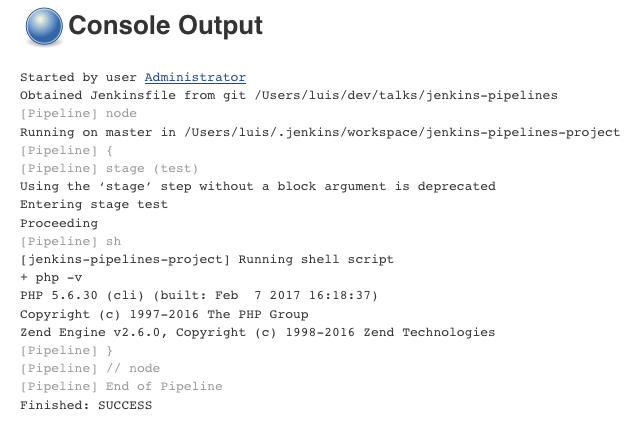 Console Output
Started by user Administrator
Obtained Jenkinsfile from git /Users/luis/dev/talks/jenkins-pipelines
[Pipeline] node
Running on master in /Users/luis/.jenkins/workspace/jenkins-pipelines-project
[Pipeline] {
[Pipeline] stage (test)
Using the ‘stage’ step without a block argument is deprecated
Entering stage test
Proceeding
[Pipeline] sh
[jenkins-pipelines-project] Running shell script
+ php -v
PHP 5.6.30 (cli) (built: Feb  7 2017 16:18:37)
Copyright (c) 1997-2016 The PHP Group
Zend Engine v2.6.0, Copyright (c) 1998-2016 Zend Technologies
[Pipeline] }
[Pipeline] // node
[Pipeline] End of Pipeline
Finished: SUCCESS